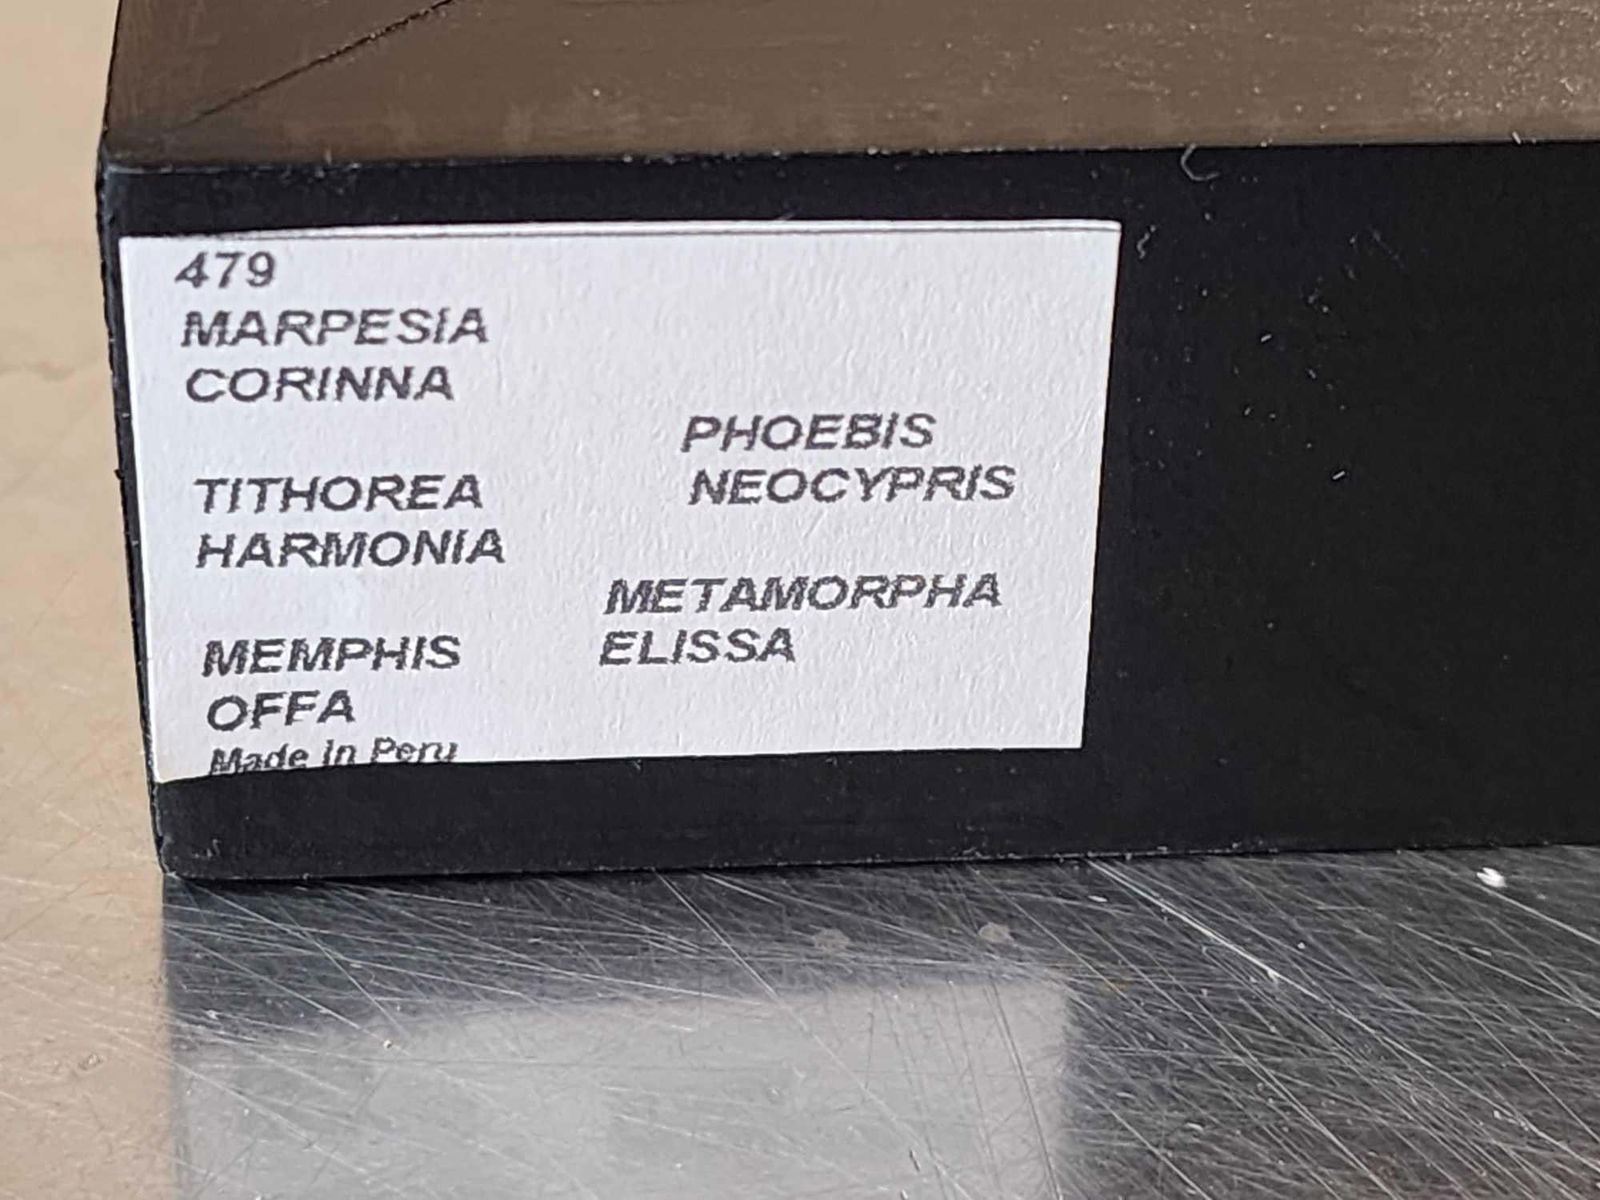 479
MARPESIA
CORINNA
PHOEBIS
NEOCYPRIS
TITHOREA
HARMONIA
METAMORPHA
ELISSA
MEMPHIS
OFFA
Made in Peru